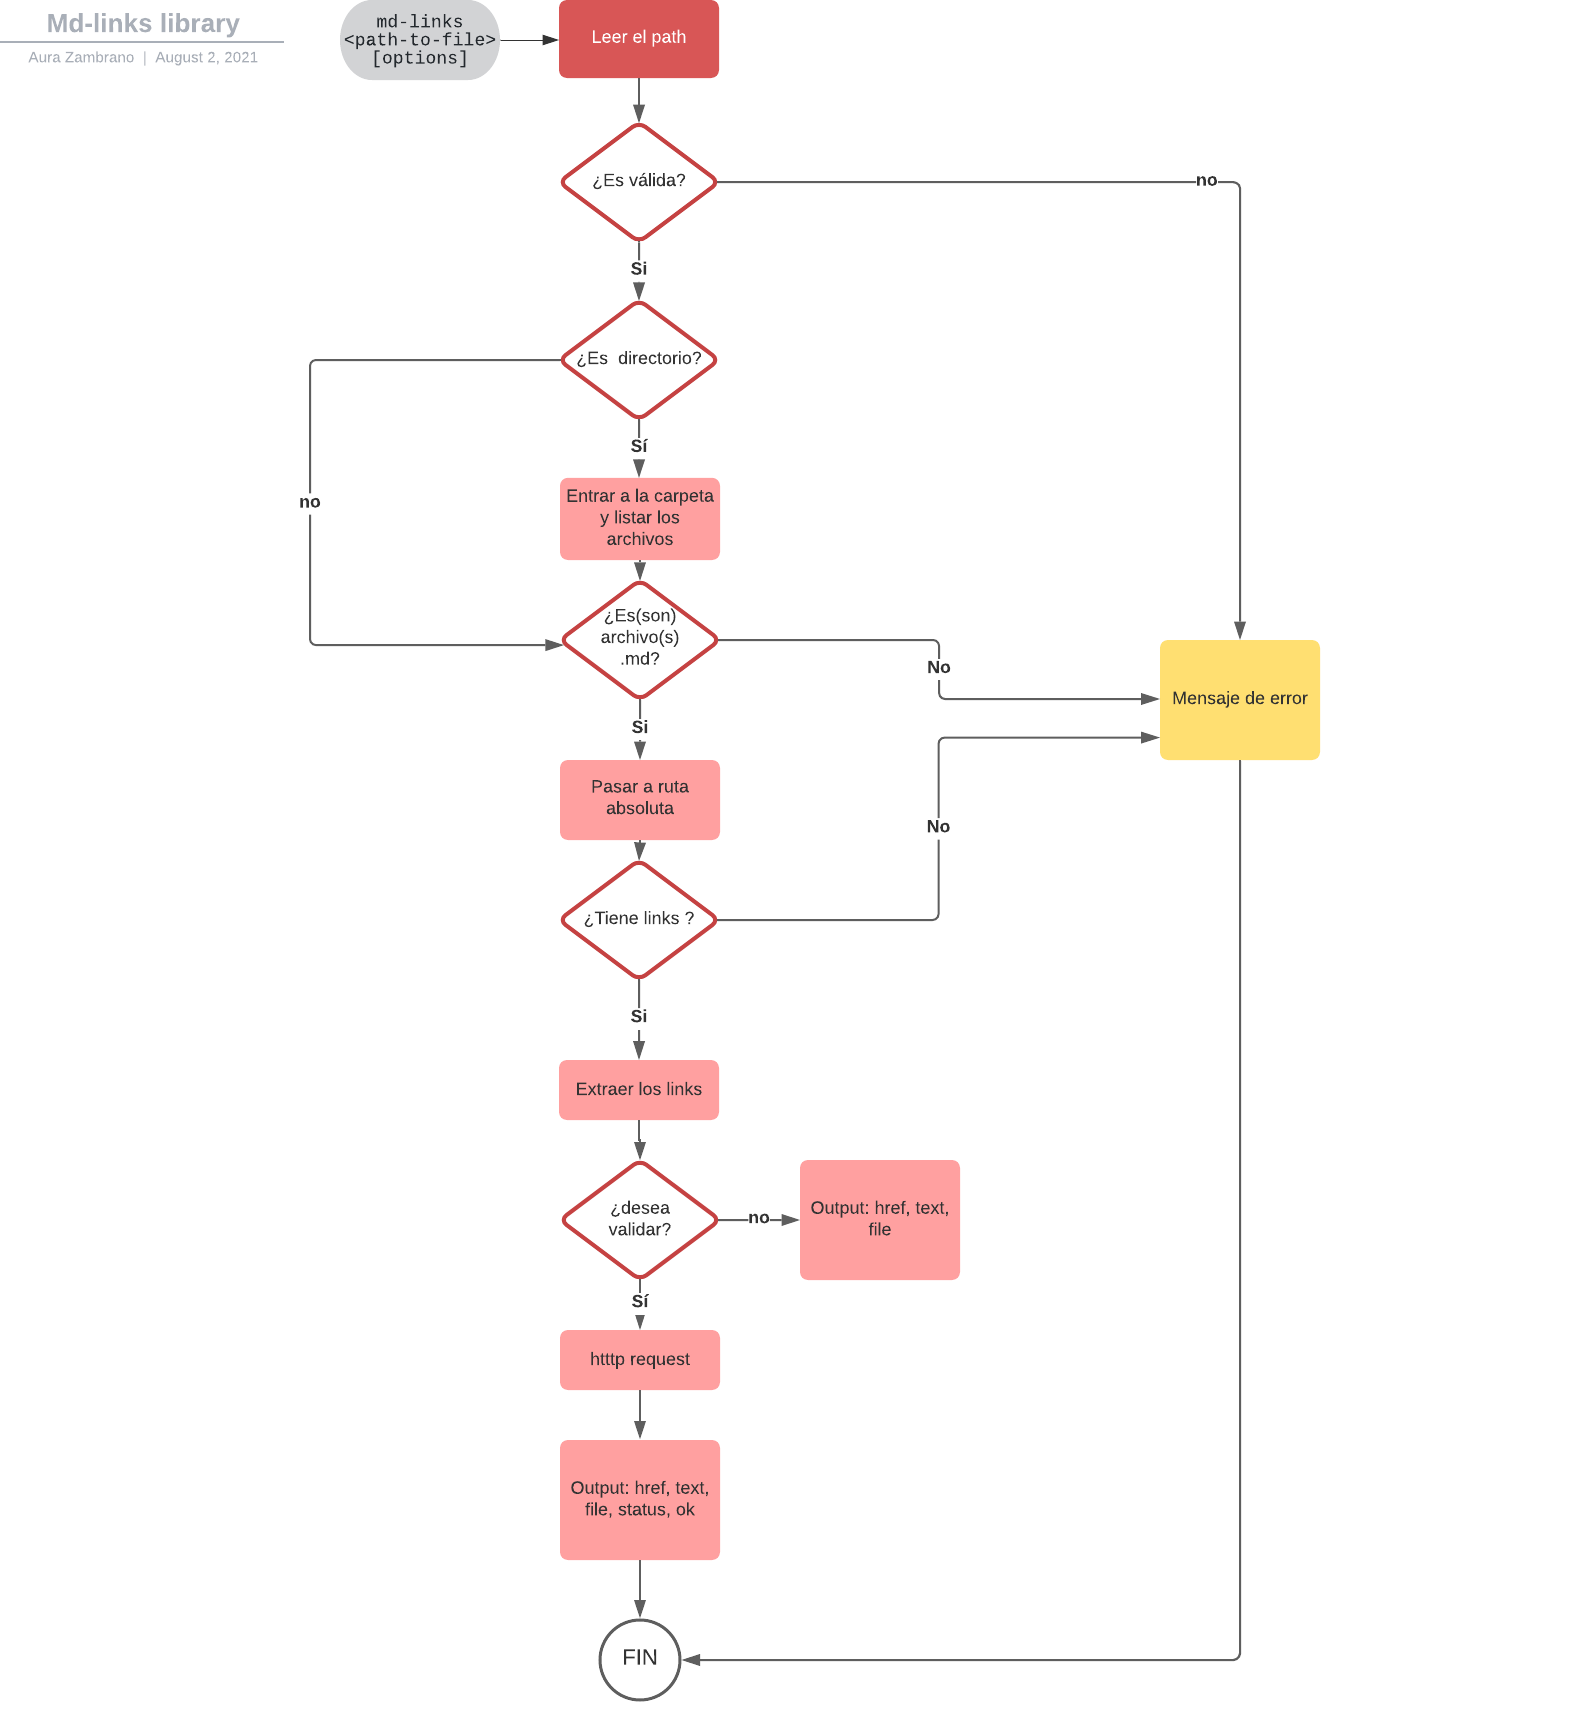 Md-links library
Aura Zambrano | August 2, 2021
md-links
<path-to-file>
[options]
Leer el path
¿Es válida?
no
Si
¿Es  directorio?
no
Sí
Entrar a la carpeta
y listar los
archivos
¿Es(son)
archivo(s)
.md?
No
Mensaje de error
Si
Pasar a ruta
absoluta
No
¿Tiene links ?
Si
Extraer los links
¿desea
validar?
no
Output: href, text,
file
Sí
htttp request
Output: href, text,
file, status, ok
FIN